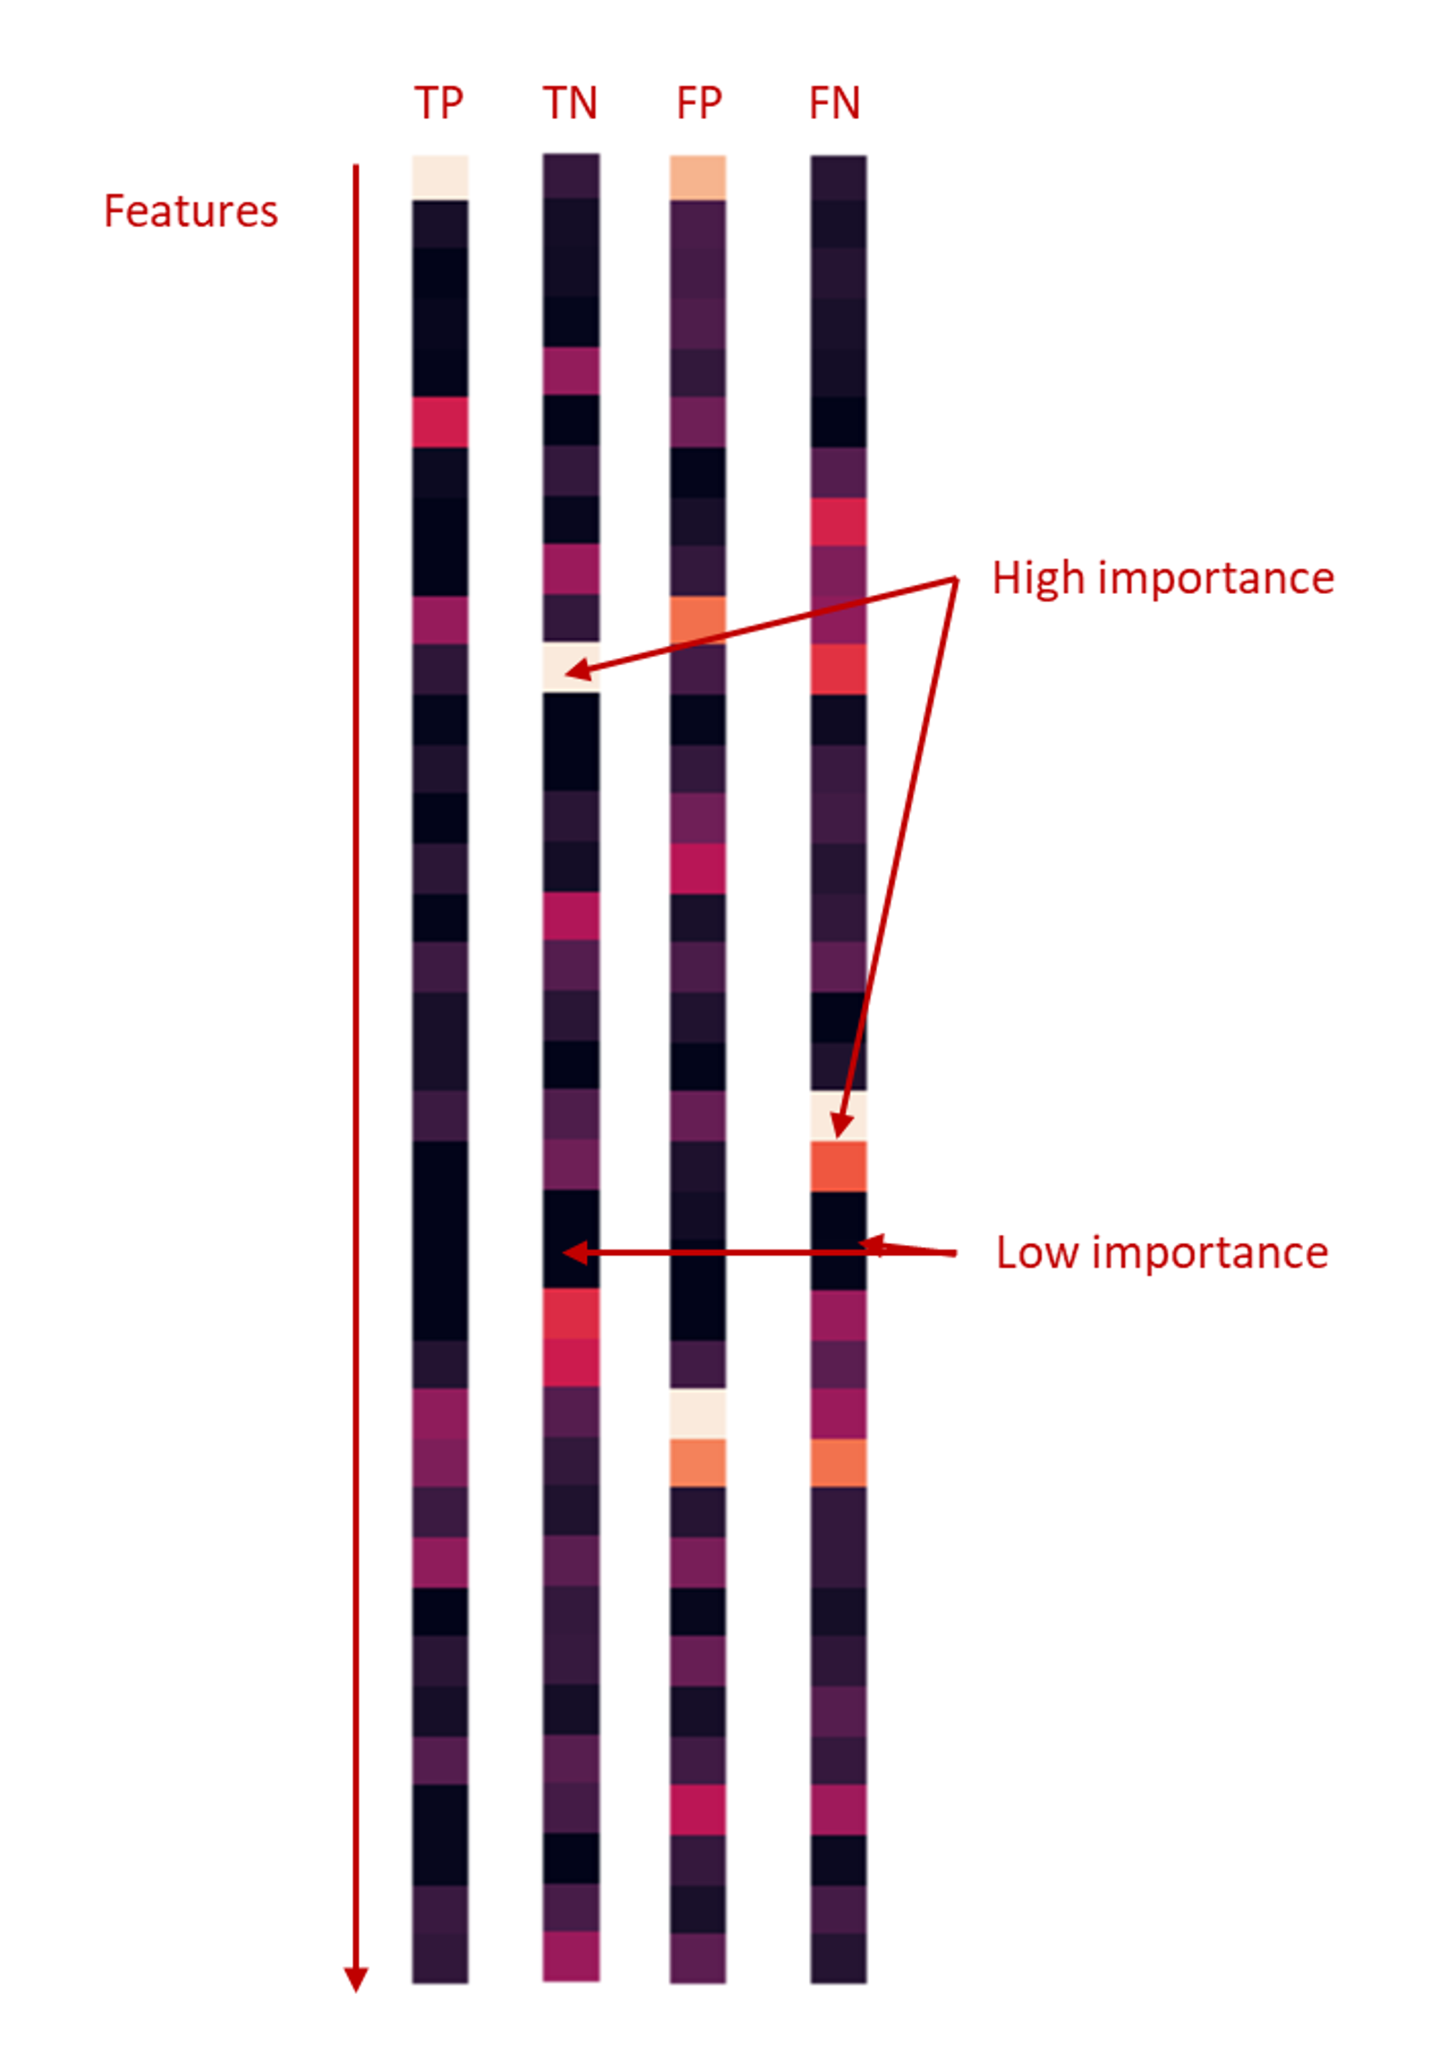 TP TN FP FN
Features
High importance
Low importance